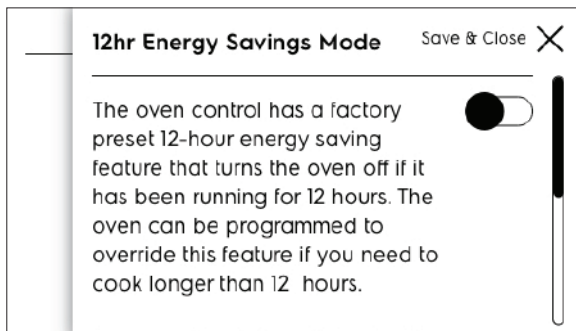 12hr Energy Savings Mode Save & Close
The oven control has a factory
preset 12-hour energy saving
feature that turns the oven off if it
has been running for 12 hours. The
oven can be programmed to
override this feature if you need to
cook longer than 12 hours.